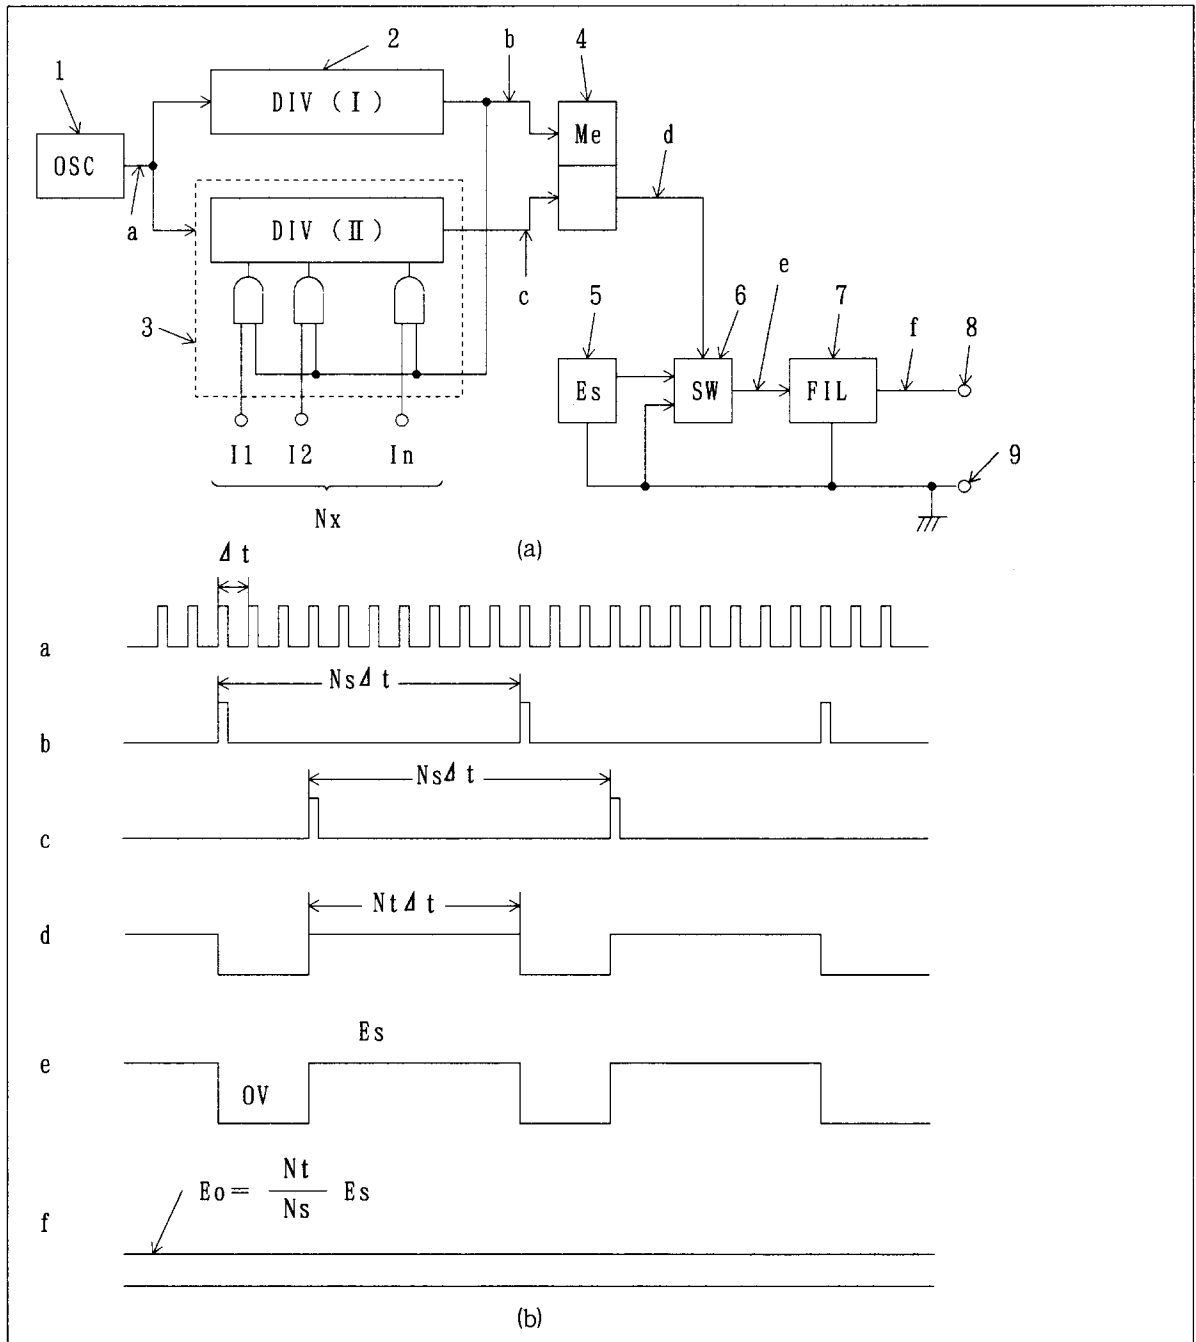 2
b
4
1
DIV (I)
Me
OSC
d
a
DIV (II)
c
5
6
e
7
f
8
3
Es
SW
FIL
I1 I2 In
9
Nx
(a)
Δt
a
NsΔt
b
NsΔt
c
NtΔt
d
Es
e
0V
Eo = Nt/Ns Es
f
(b)